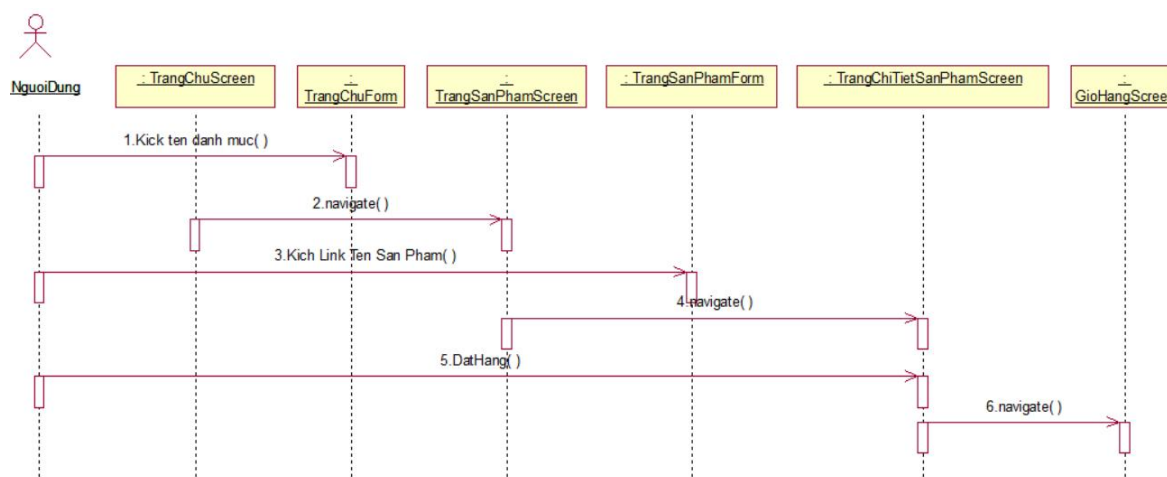 NguoiDung
: TrangChuScreen
:
TrangChuForm
:
TrangSanPhamScreen
: TrangSanPhamForm
: TrangChiTietSanPhamScreen
:
GioHangScreen
1.Kick ten danh muc( )
2.navigate( )
3.Kich Link Ten San Pham( )
4.navigate( )
5.DatHang( )
6.navigate( )